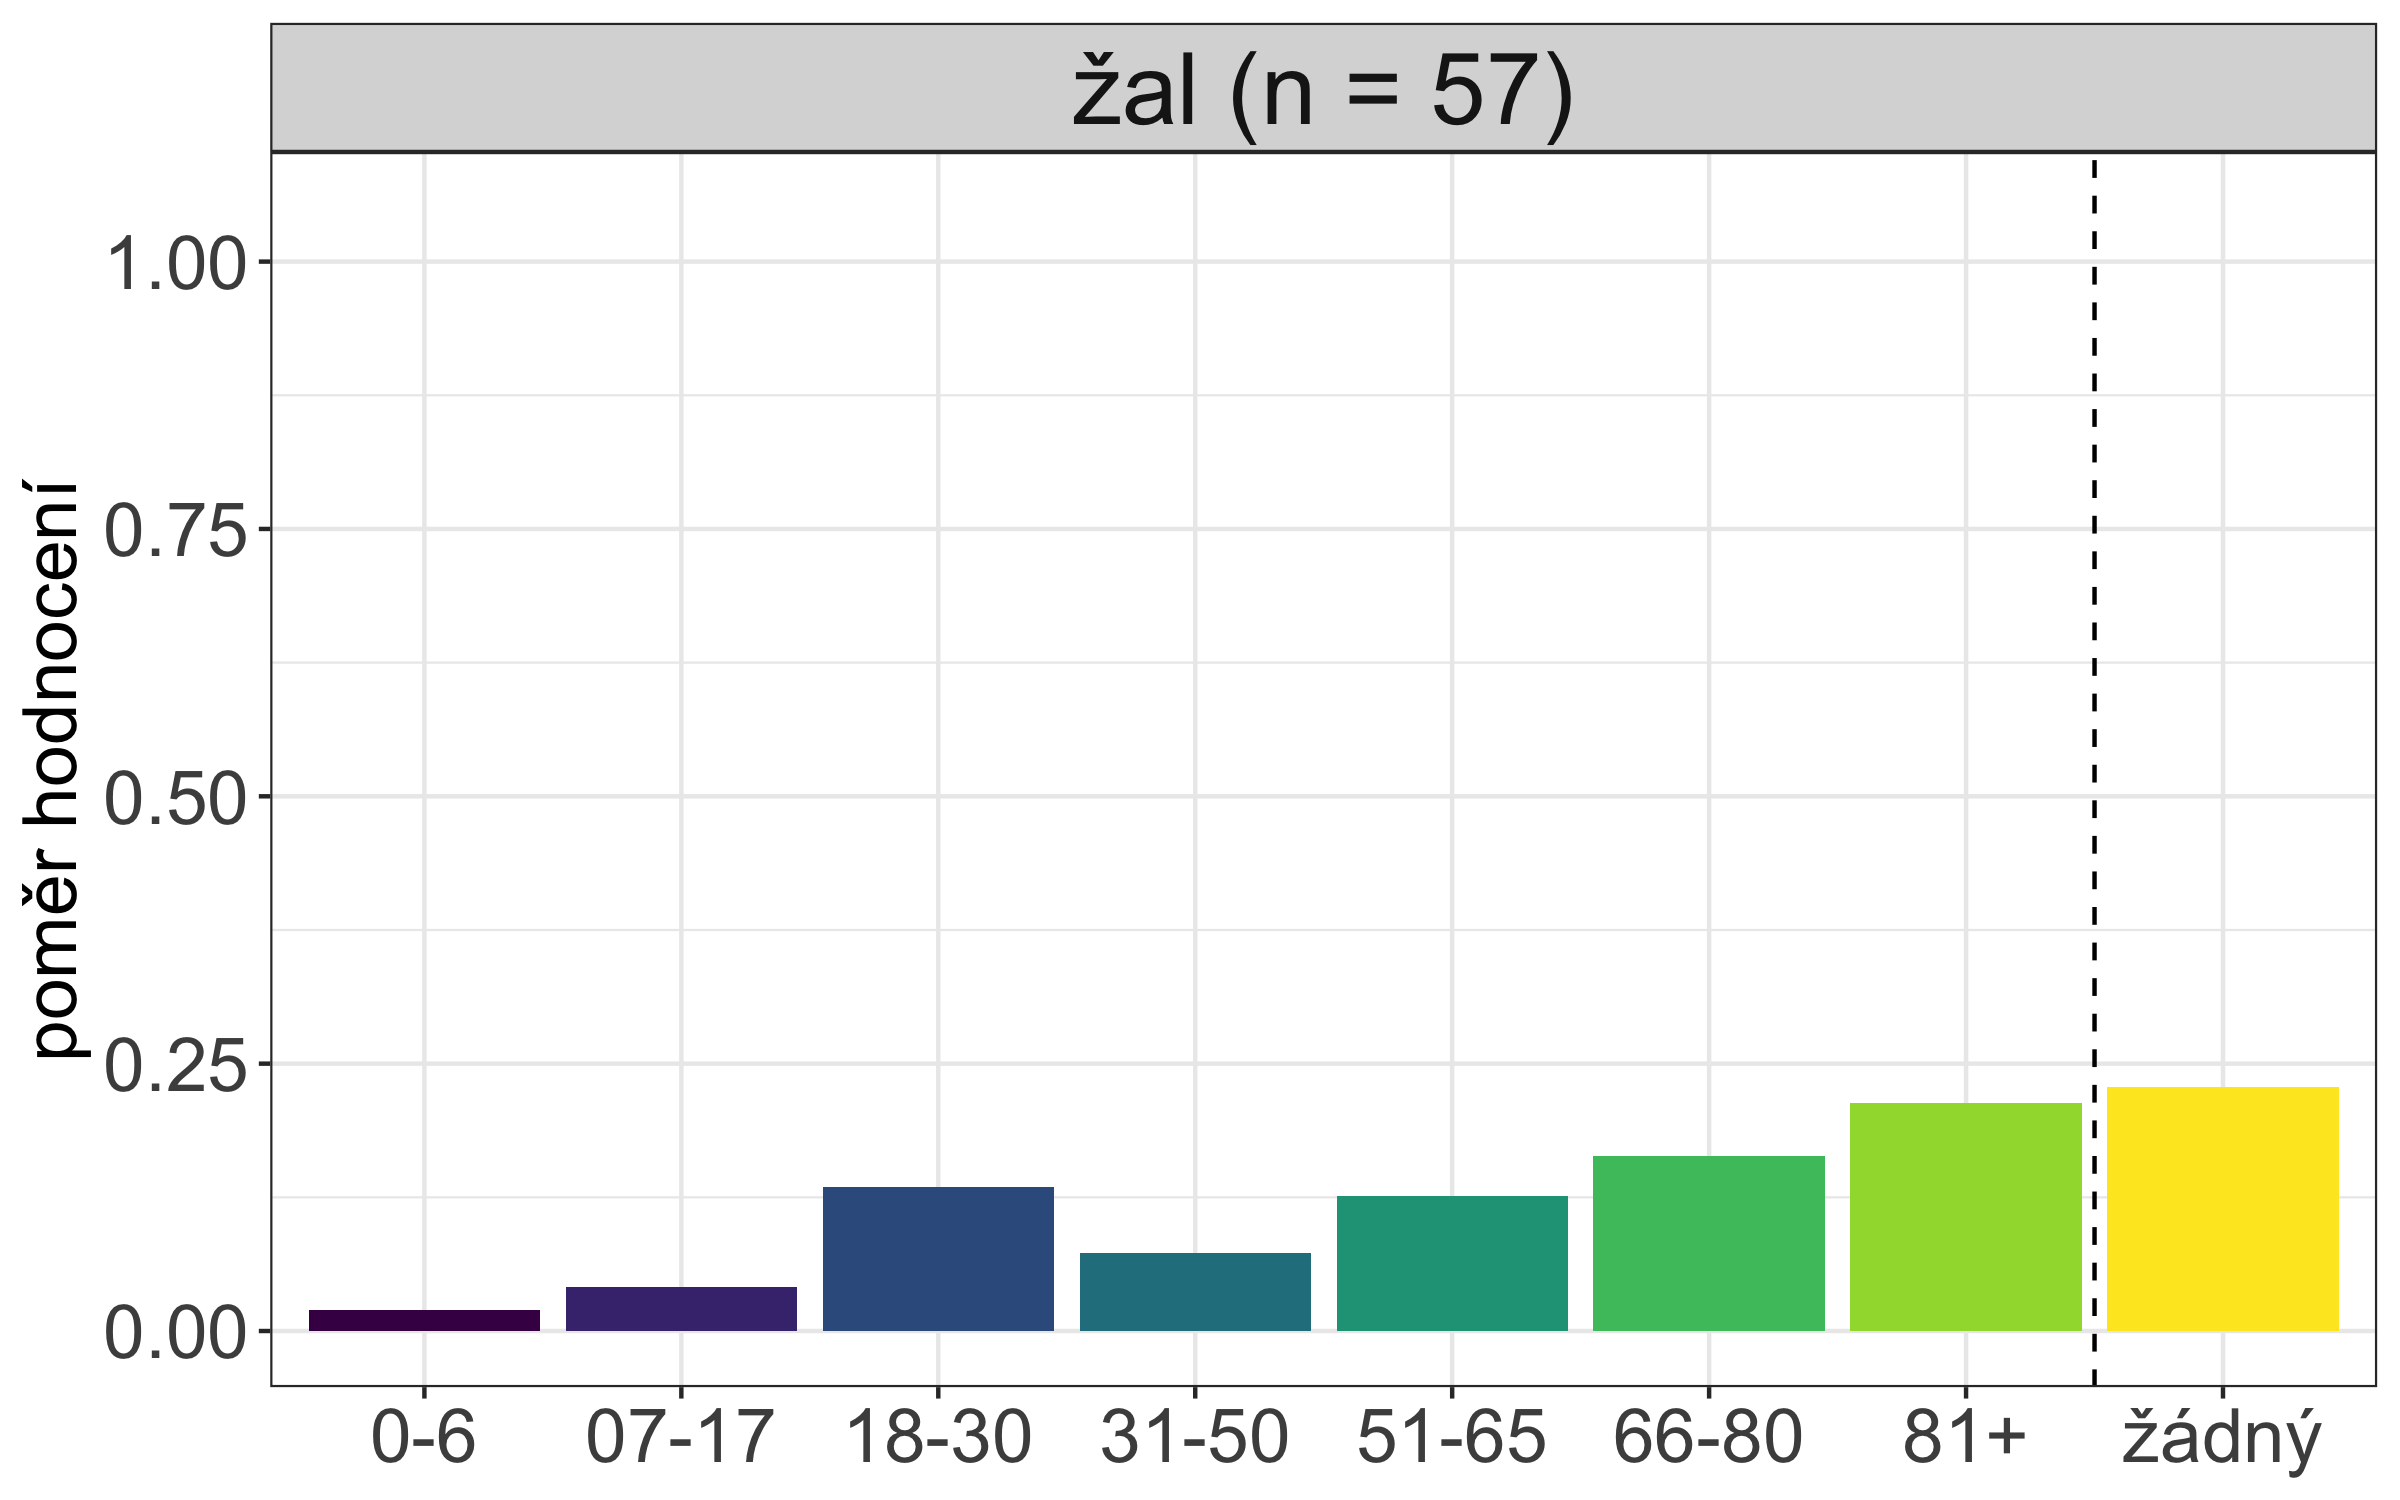 žal (n = 57)
poměr hodnocení
1.00
0.75
0.50
0.25
0.00
0-6 07-17 18-30 31-50 51-65 66-80 81+ žádný